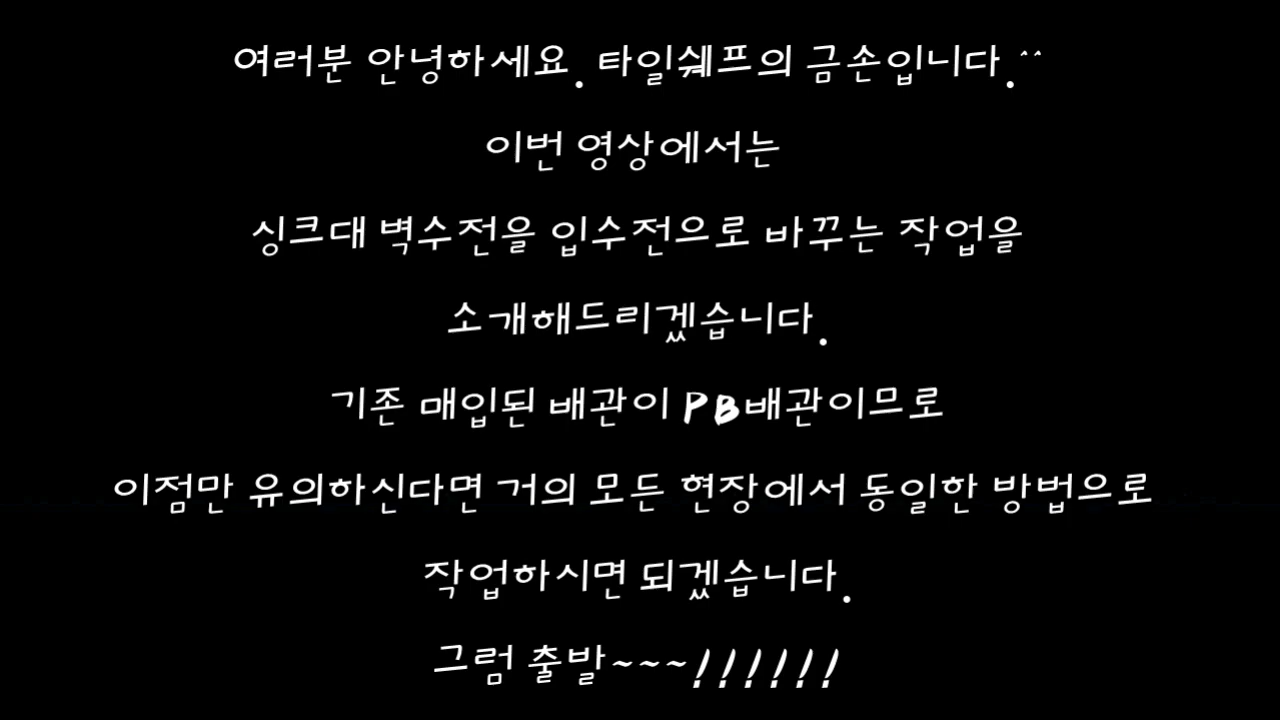 여러분 안녕하세요. 타일쉐프의 금손입니다.^^
이번 영상에서는
싱크대 벽수전을 입수전으로 바꾸는 작업을
소개해드리겠습니다.
기존 매입된 배관이 PB배관이므로
이점만 유의하신다면 거의 모든 현장에서 동일한 방법으로
작업하시면 되겠습니다.
그럼 출발~~~!!!!!!